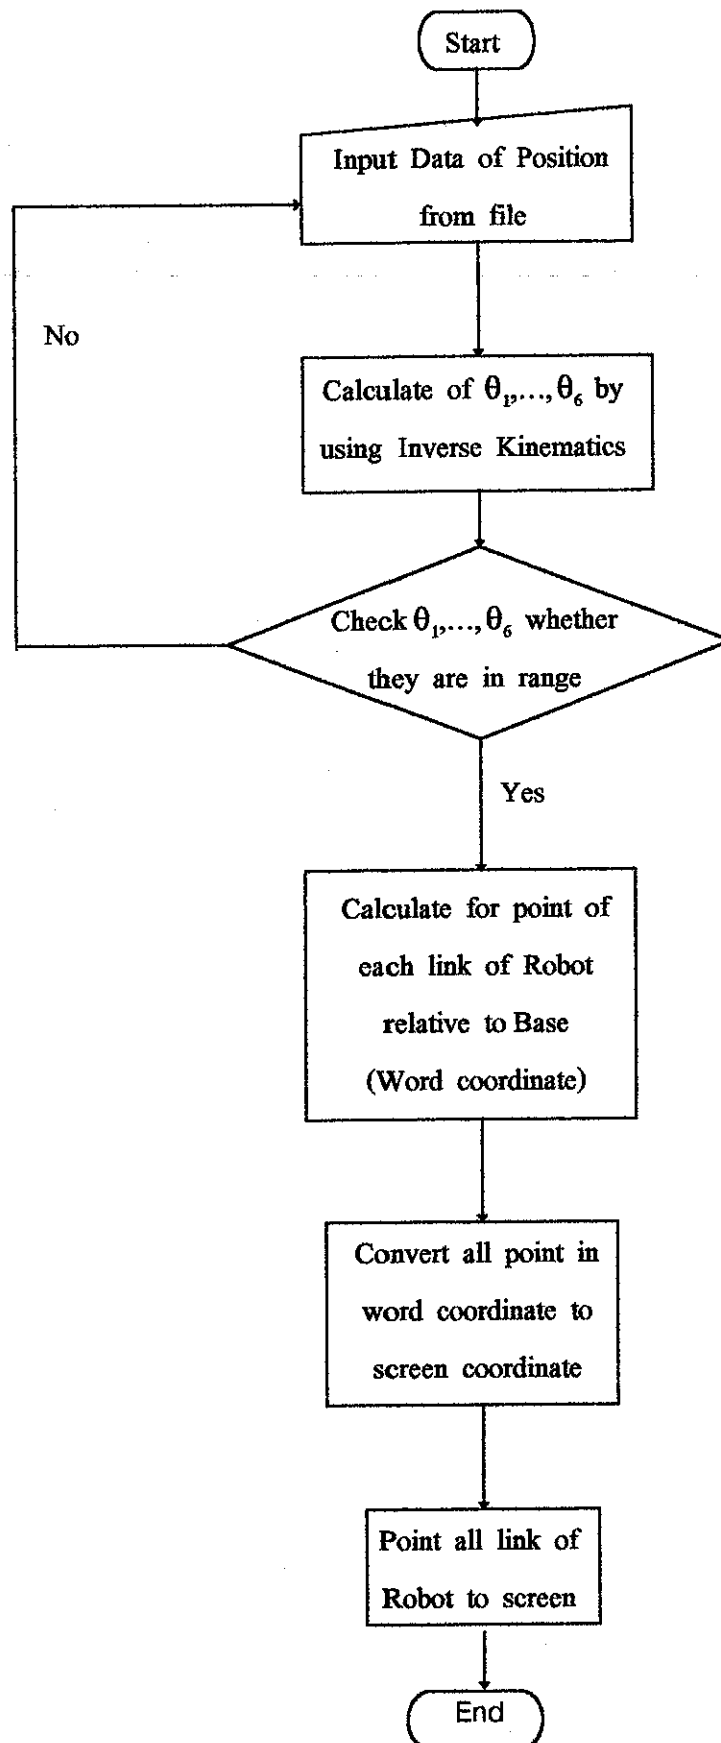 Start
Input Data of Position
from file
No
Calculate of θ₁,...,θ₆ by
using Inverse Kinematics
Check θ₁,...,θ₆ whether
they are in range
Yes
Calculate for point of
each link of Robot
relative to Base
(Word coordinate)
Convert all point in
word coordinate to
screen coordinate
Point all link of
Robot to screen
End